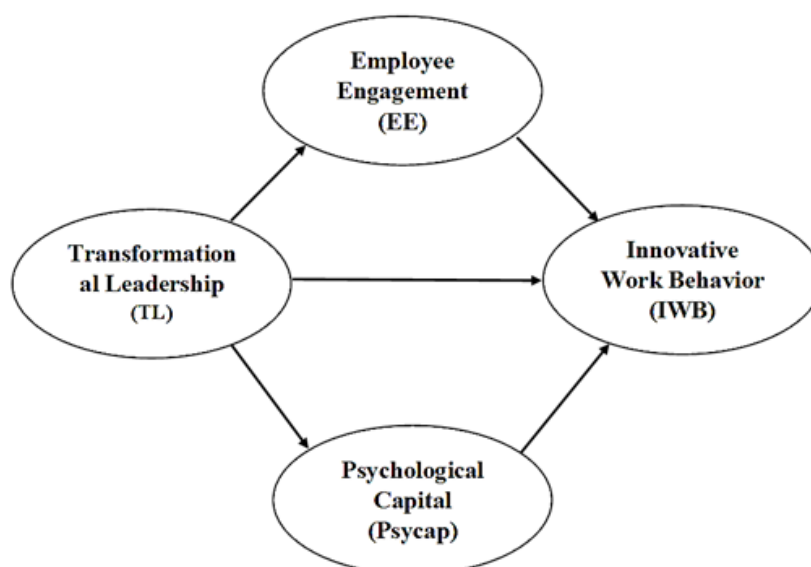 Employee
Engagement
(EE)
Transformation
al Leadership
(TL)
Innovative
Work Behavior
(IWB)
Psychological
Capital
(Psycap)